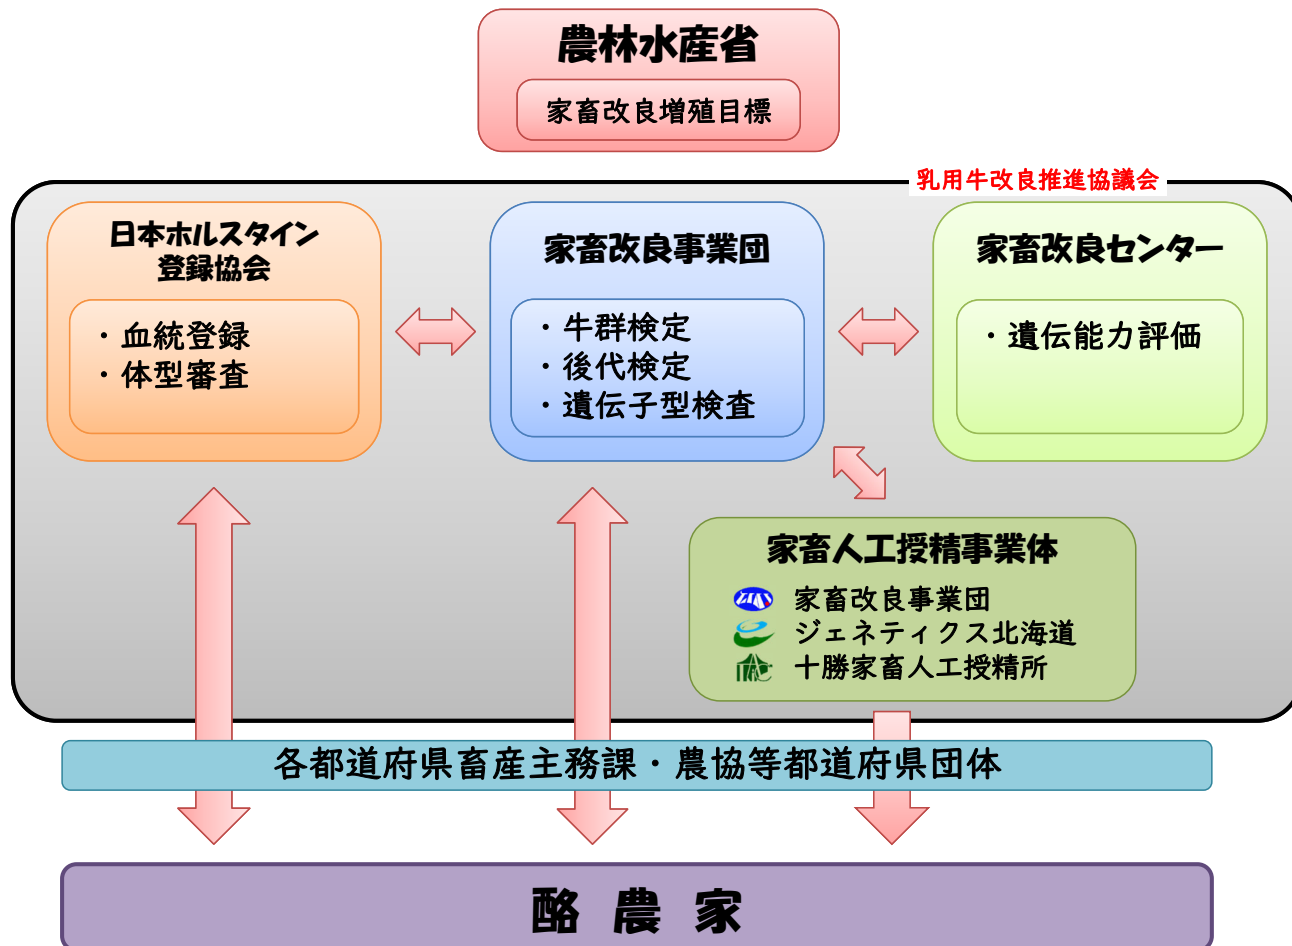 農林水産省
家畜改良増殖目標
乳用牛改良推進協議会
日本ホルスタイン
登録協会
・血統登録
・体型審査
家畜改良事業団
・牛群検定
・後代検定
・遺伝子型検査
家畜改良センター
・遺伝能力評価
家畜人工授精事業体
家畜改良事業団
ジェネティクス北海道
十勝家畜人工授精所
各都道府県畜産主務課・農協等都道府県団体
酪農家